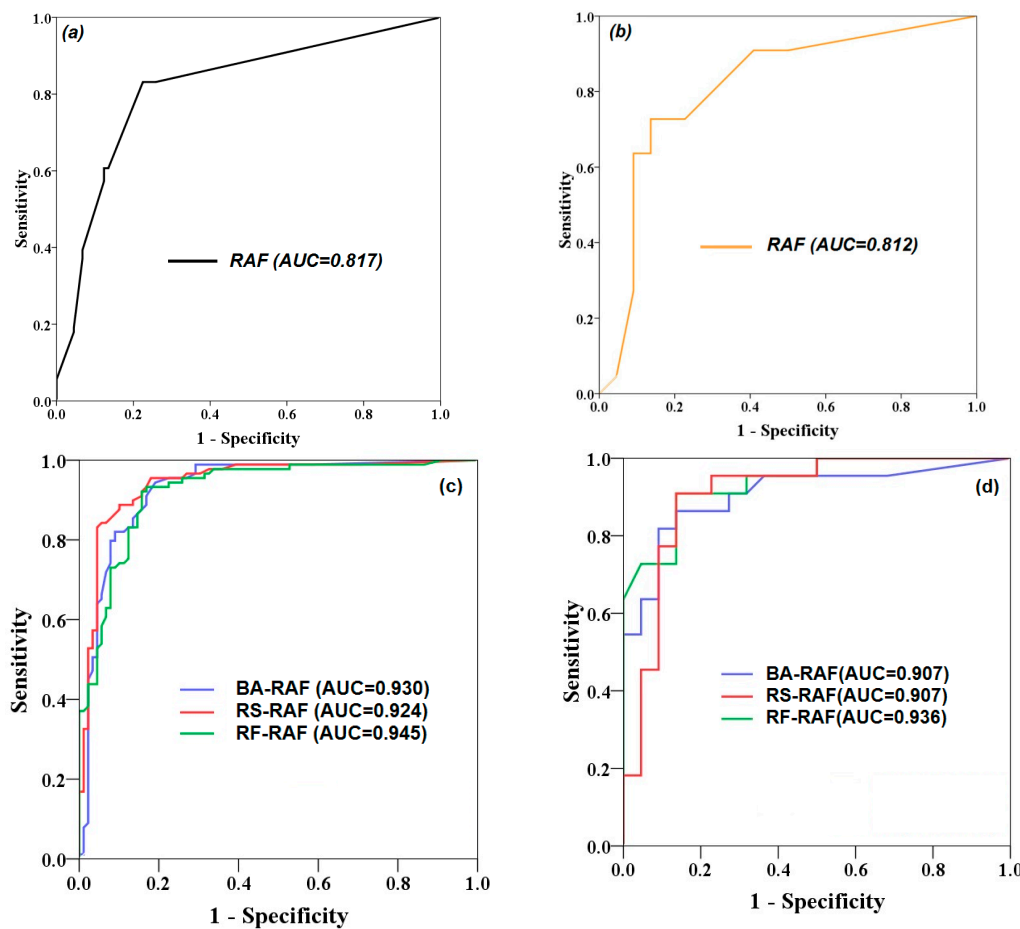 (a)
1.0
0.8
0.6
0.4
0.2
0.0
Sensitivity
RAF (AUC=0.817)
0.0 0.2 0.4 0.6 0.8 1.0
1 - Specificity
(b)
1.0
0.8
0.6
0.4
0.2
0.0
Sensitivity
RAF (AUC=0.812)
0.0 0.2 0.4 0.6 0.8 1.0
1 - Specificity
(c)
1.0
0.8
0.6
0.4
0.2
0.0
Sensitivity
BA-RAF (AUC=0.930)
RS-RAF (AUC=0.924)
RF-RAF (AUC=0.945)
0.0 0.2 0.4 0.6 0.8 1.0
1 - Specificity
(d)
1.0
0.8
0.6
0.4
0.2
0.0
Sensitivity
BA-RAF(AUC=0.907)
RS-RAF(AUC=0.907)
RF-RAF(AUC=0.936)
0.0 0.2 0.4 0.6 0.8 1.0
1 - Specificity